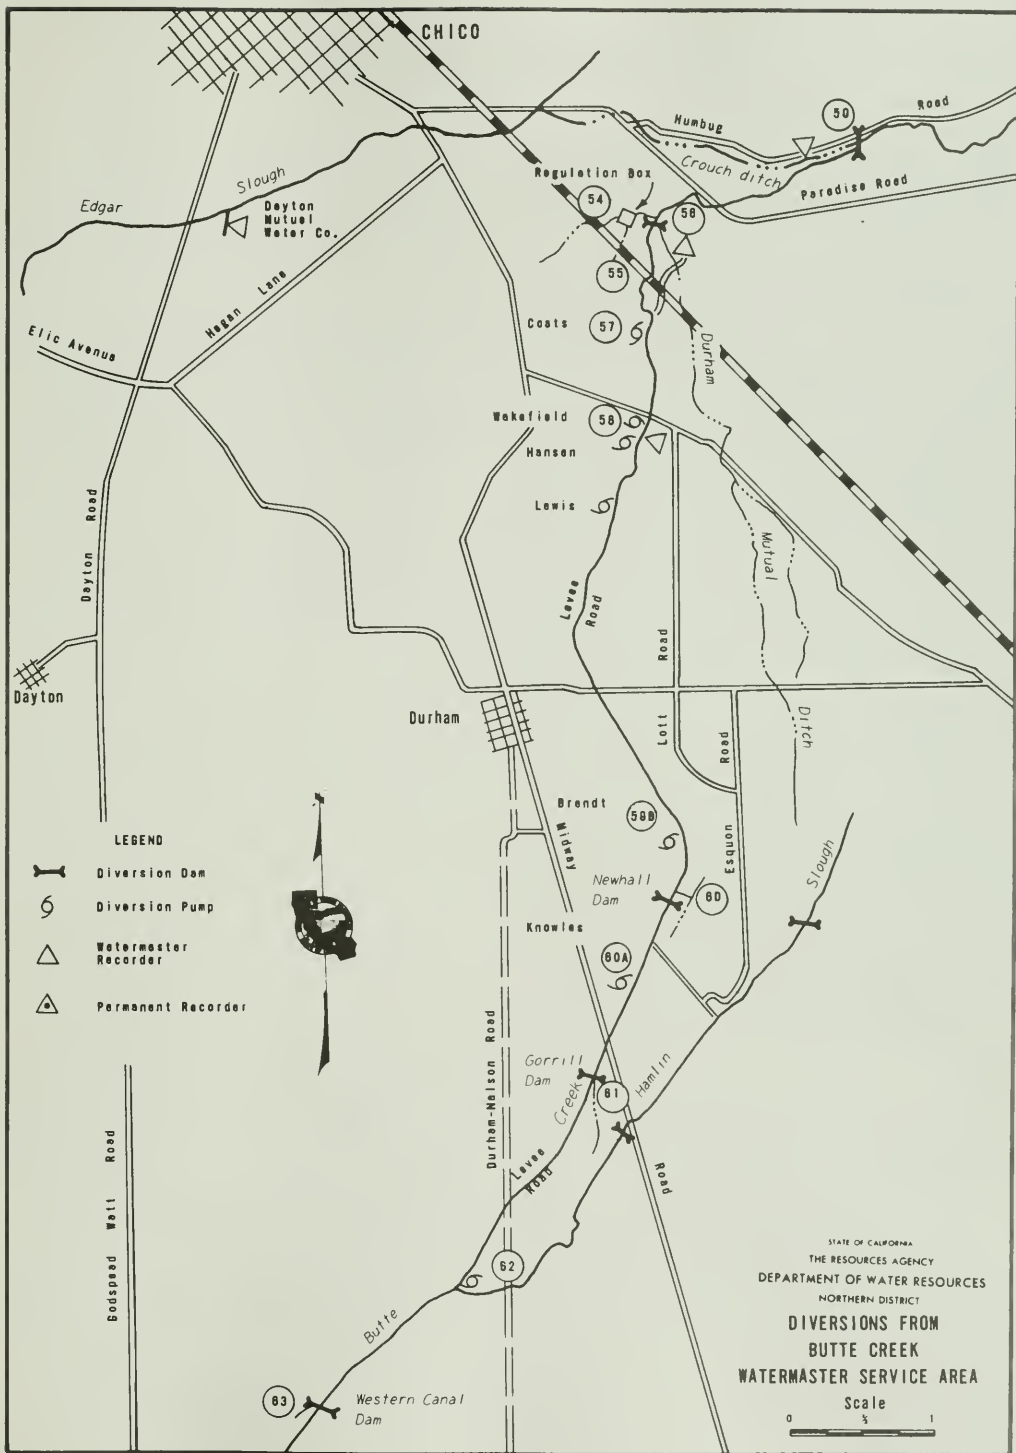 CHICO
50
Humbug
Road
Crouch ditch
Paradise Road
Regulation Box
54
56
Edgar
Slough
Dayton
Mutual
Water Co.
55
Hegan Lane
Coats
57
Durham
Elic Avenue
Wakefield
58
Hansen
Lewis
Dayton Road
Mutual
Levee
Road
Lott Road
Dayton
Durham
Ditch
Esquon Road
Brendt
59B
Midway
Slough
LEGEND
Diversion Dam
Diversion Pump
Watermaster
Recorder
Permanent Recorder
Newhall
Dam
60
Knowles
60A
Durham-Nelson Road
Gorrill
Dam
Creek
61
Hamlin
Levee
Road
Road
Godspeed Watt Road
62
Butte
63
Western Canal
Dam
STATE OF CALIFORNIA
THE RESOURCES AGENCY
DEPARTMENT OF WATER RESOURCES
NORTHERN DISTRICT
DIVERSIONS FROM
BUTTE CREEK
WATERMASTER SERVICE AREA
Scale
0 ½ 1